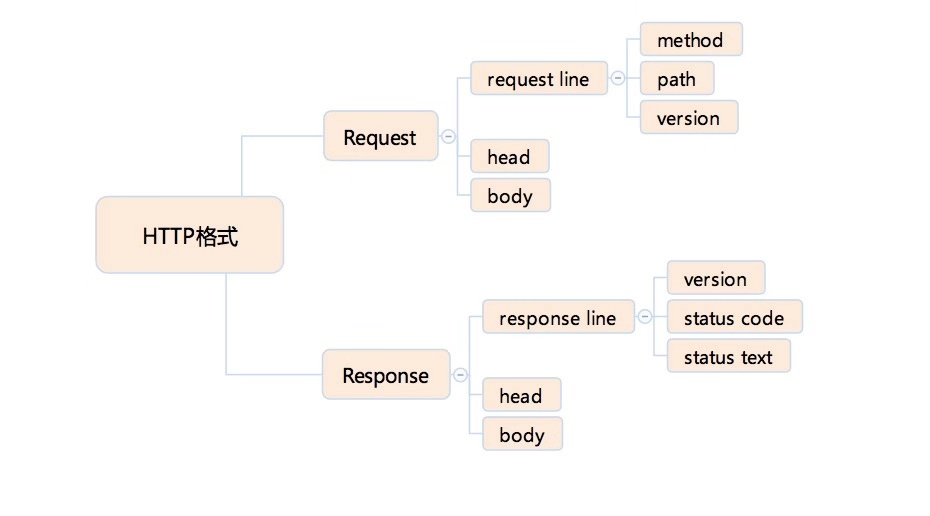 HTTP格式
Request
request line
method
path
version
head
body
Response
response line
version
status code
status text
head
body